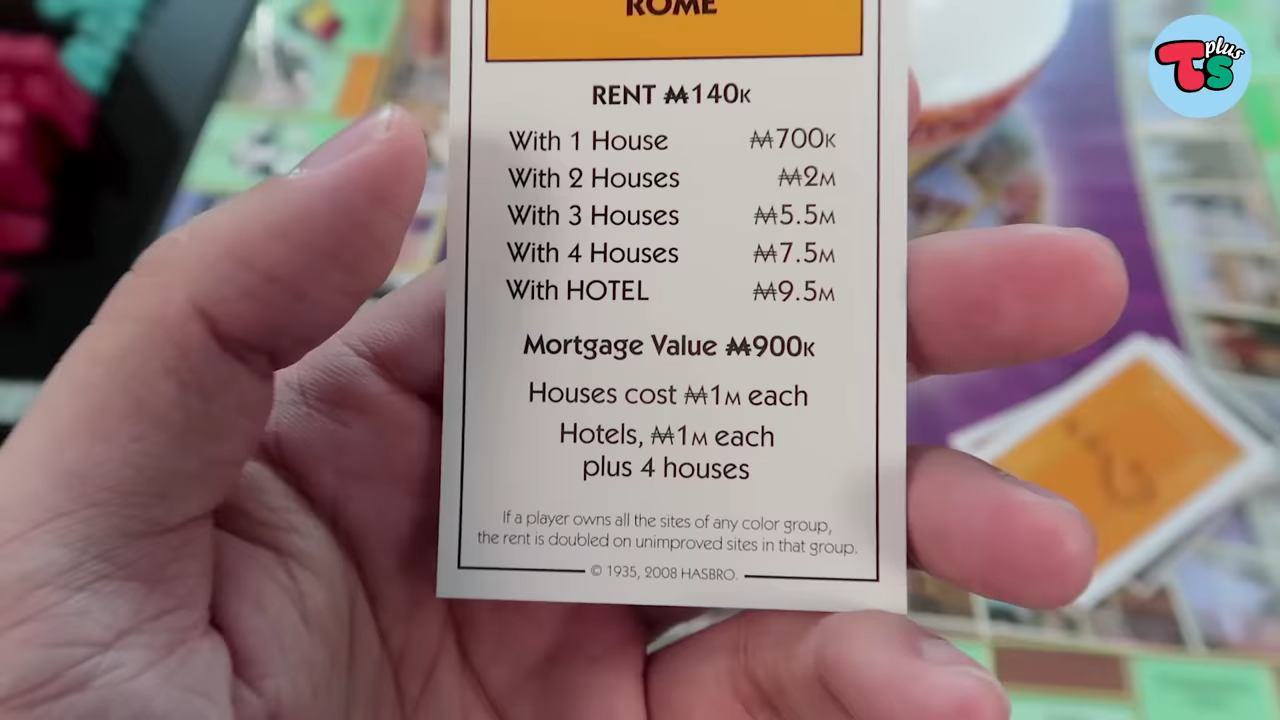 ROME
RENT ₩140K
With 1 House ₩700K
With 2 Houses ₩2M
With 3 Houses ₩5.5M
With 4 Houses ₩7.5M
With HOTEL ₩9.5M
Mortgage Value ₩900K
Houses cost ₩1M each
Hotels, ₩1M each
plus 4 houses
If a player owns all the sites of any color group,
the rent is doubled on unimproved sites in that group.
© 1935, 2008 HASBRO.
TS plus